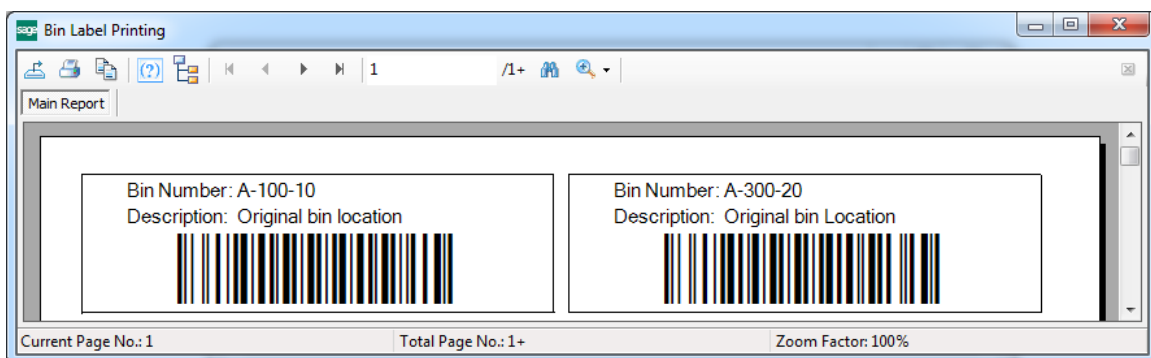 sage Bin Label Printing
1 /1+
Main Report
Bin Number: A-100-10
Description: Original bin location
Bin Number: A-300-20
Description: Original bin Location
Current Page No.: 1 Total Page No.: 1+ Zoom Factor: 100%